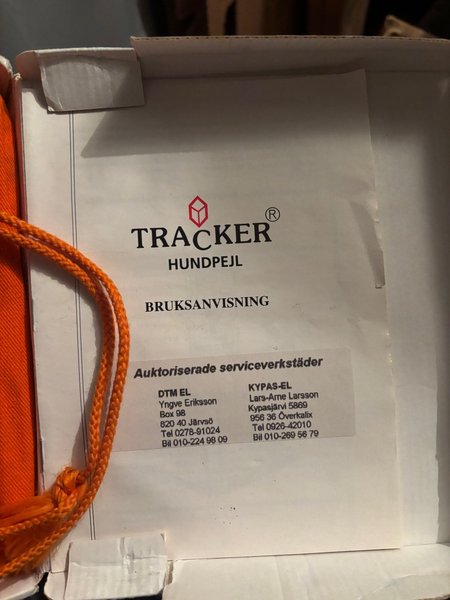 TRACKER®
HUNDPEJL
BRUKSANVISNING
Auktoriserade serviceverkstäder
DTM EL
Yngve Eriksson
Box 98
820 40 Järvsö
Tel 0278-91024
Bil 010-224 98 09
KYPAS-EL
Lars-Arne Larsson
Kypasjärvi 5869
956 36 Överkalix
Tel 0926-42010
Bil 010-269 56 79